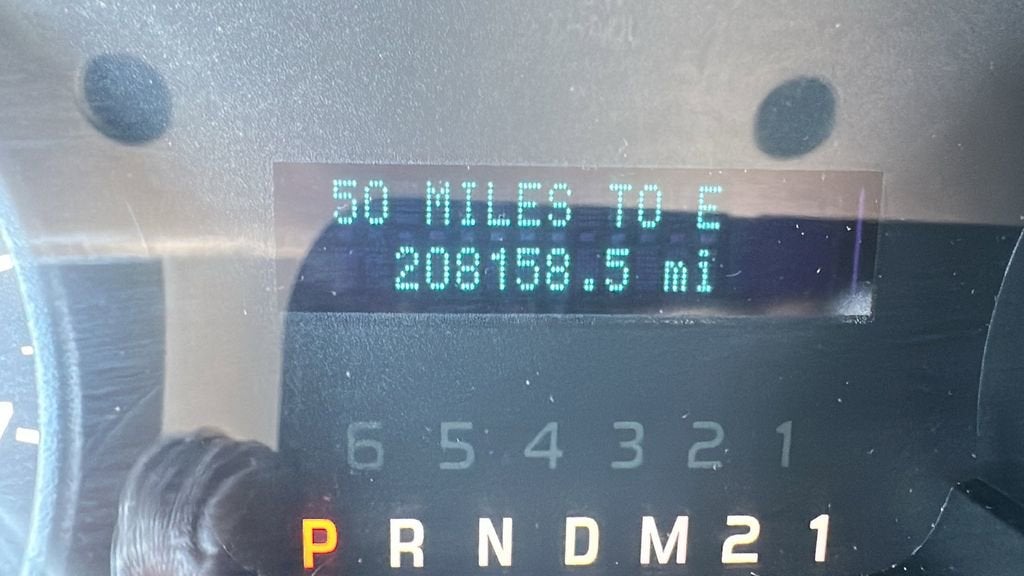 50 MILES TO E
208158.5 mi
6 5 4 3 2 1
P R N D M 2 1